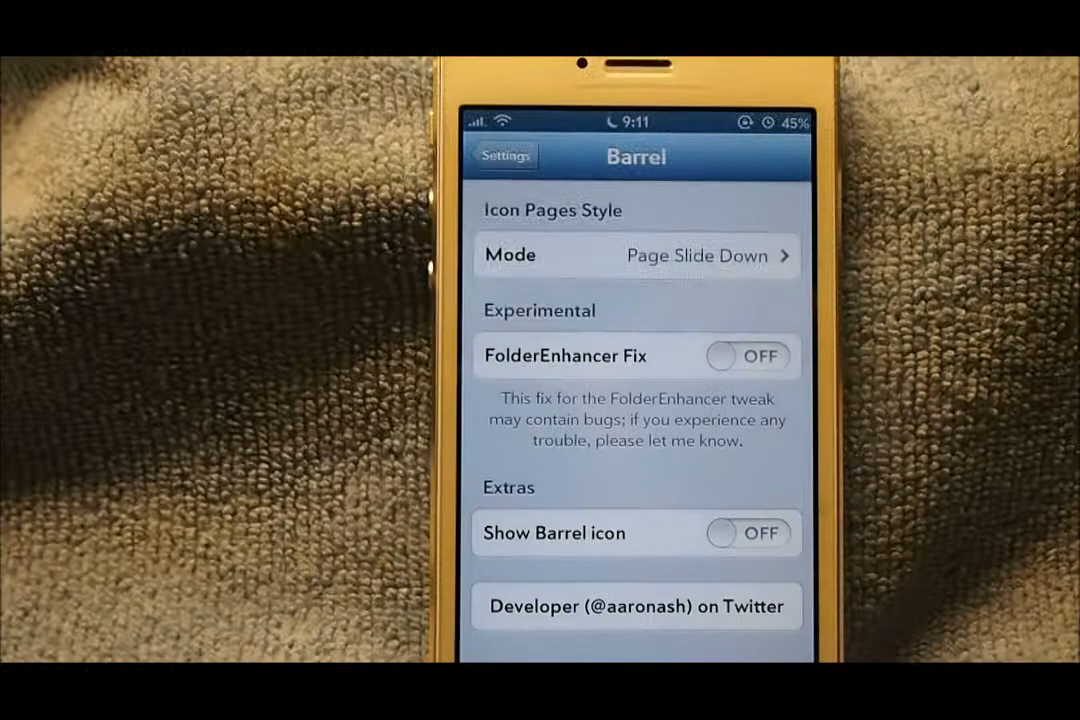 9:11 45%
Settings Barrel
Icon Pages Style
Mode Page Slide Down
Experimental
FolderEnhancer Fix OFF
This fix for the FolderEnhancer tweak
may contain bugs; if you experience any
trouble, please let me know.
Extras
Show Barrel icon OFF
Developer (@aaronash) on Twitter